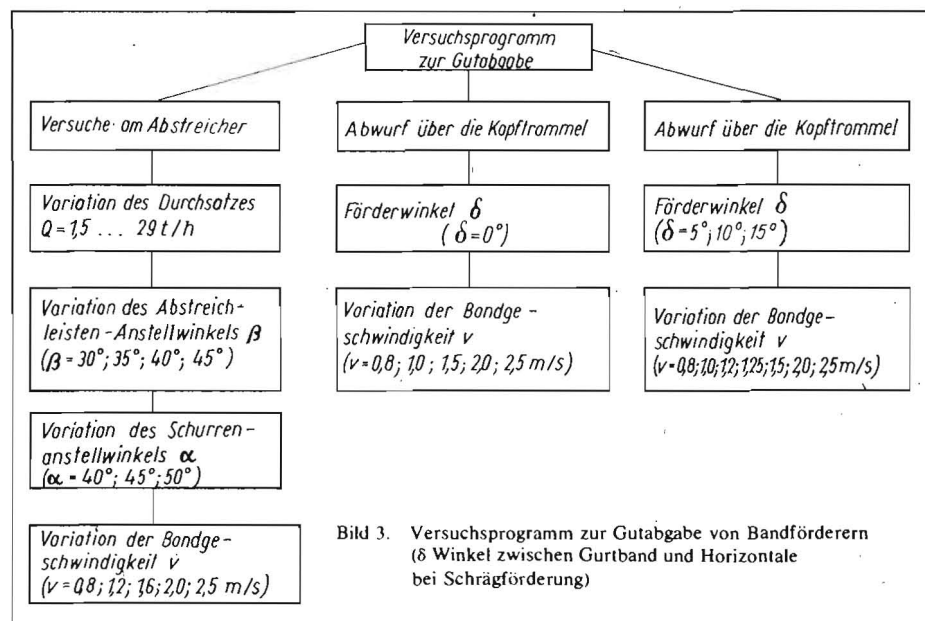 Versuchsprogramm
zur Gutabgabe
Versuche am Abstreicher
Variation des Durchsatzes
Q = 1,5 ... 29 t/h
Variation des Abstreich-
leisten-Anstellwinkels β
(β = 30°; 35°; 40°; 45°)
Variation des Schurren-
anstellwinkels α
(α = 40°; 45°; 50°)
Variation der Bandge-
schwindigkeit v
(v = 0,8; 1,2; 1,6; 2,0; 2,5 m/s)
Abwurf über die Kopftrommel
Förderwinkel δ
(δ = 0°)
Variation der Bandge-
schwindigkeit v
(v = 0,8; 1,0; 1,5; 2,0; 2,5 m/s)
Abwurf über die Kopftrommel
Förderwinkel δ
(δ = 5°; 10°; 15°)
Variation der Bandge-
schwindigkeit v
(v = 0,8; 1,0; 1,2; 1,25; 1,5; 2,0; 2,5 m/s)
Bild 3. Versuchsprogramm zur Gutabgabe von Bandförderern
(δ Winkel zwischen Gurtband und Horizontale
bei Schrägförderung)